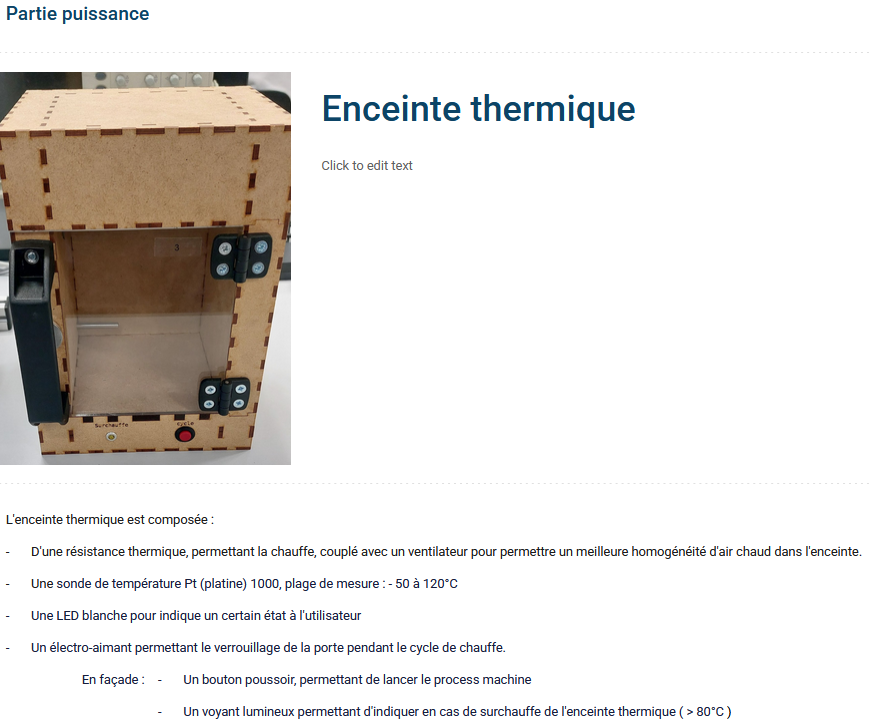 Partie puissance
Enceinte thermique
Click to edit text
3
Surchauffe
cycle
L'enceinte thermique est composée :
- D'une résistance thermique, permettant la chauffe, couplé avec un ventilateur pour permettre un meilleure homogénéité d'air chaud dans l'enceinte.
- Une sonde de température Pt (platine) 1000, plage de mesure : - 50 à 120°C
- Une LED blanche pour indique un certain état à l'utilisateur
- Un électro-aimant permettant le verrouillage de la porte pendant le cycle de chauffe.
En façade : - Un bouton poussoir, permettant de lancer le process machine
- Un voyant lumineux permettant d'indiquer en cas de surchauffe de l'enceinte thermique ( > 80°C )